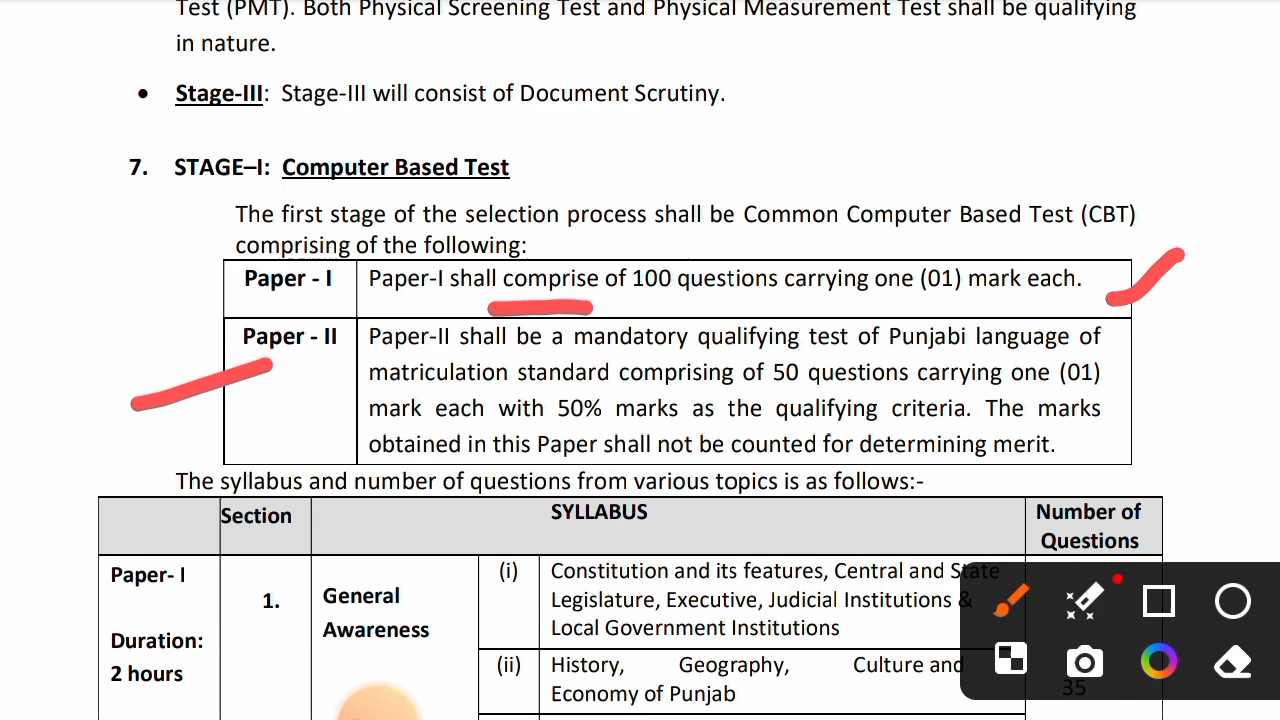 Test (PMT). Both Physical Screening Test and Physical Measurement Test shall be qualifying
in nature.
• Stage-III: Stage-III will consist of Document Scrutiny.
7. STAGE–I: Computer Based Test
The first stage of the selection process shall be Common Computer Based Test (CBT)
comprising of the following:
Paper - I Paper-I shall comprise of 100 questions carrying one (01) mark each.
Paper - II Paper-II shall be a mandatory qualifying test of Punjabi language of
matriculation standard comprising of 50 questions carrying one (01)
mark each with 50% marks as the qualifying criteria. The marks
obtained in this Paper shall not be counted for determining merit.
The syllabus and number of questions from various topics is as follows:-
Section SYLLABUS Number of
Questions
Paper- I
Duration:
2 hours
1.
General
Awareness
(i) Constitution and its features, Central and State
Legislature, Executive, Judicial Institutions &
Local Government Institutions
(ii) History, Geography, Culture and
Economy of Punjab
35